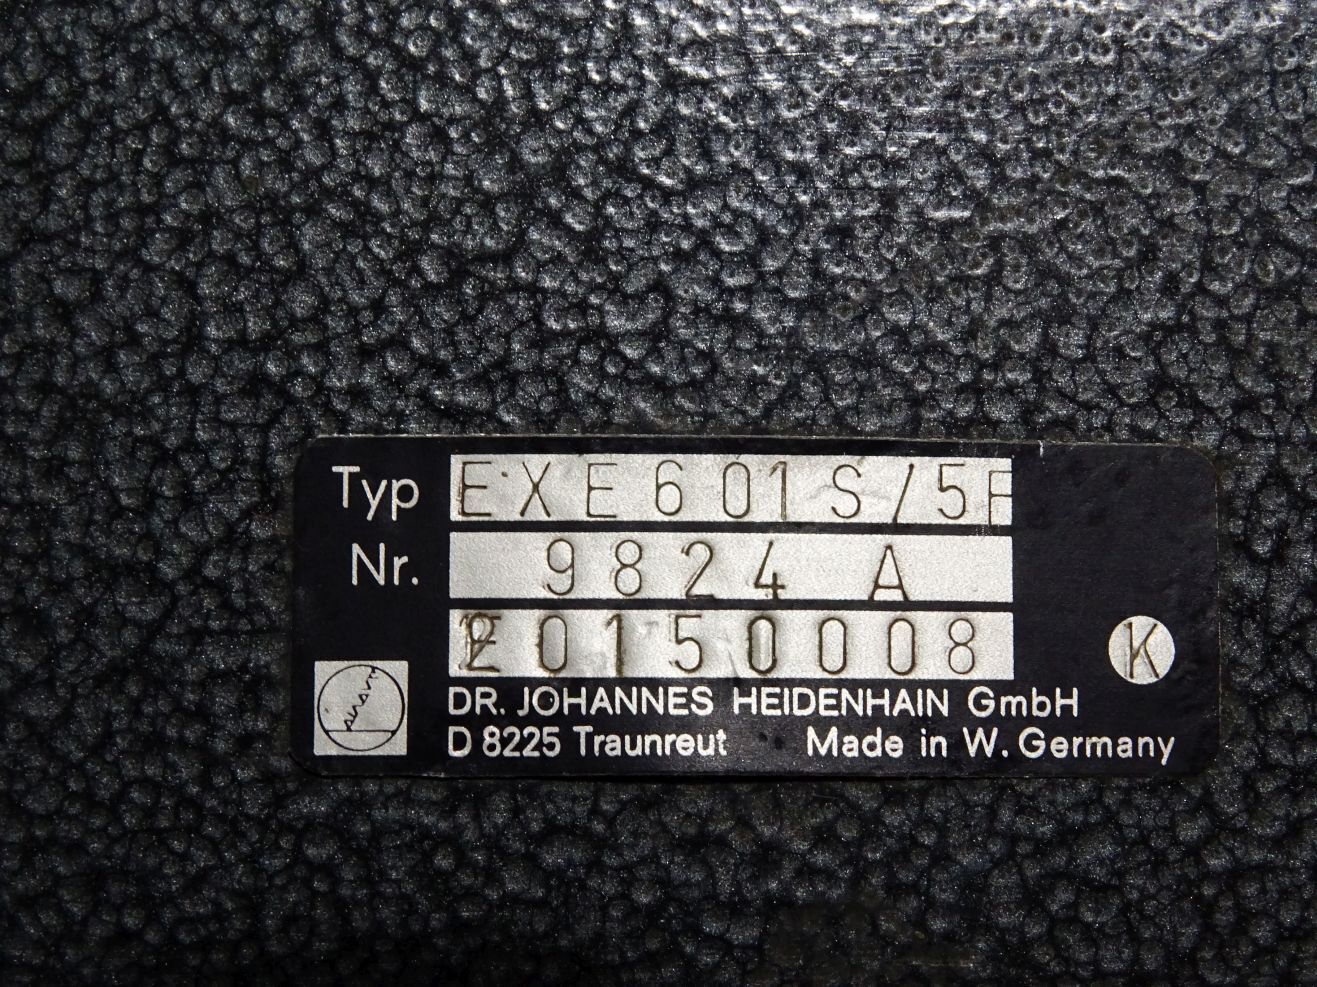 Typ EXE601S/5F
Nr. 9824 A
20150008 K
DR. JOHANNES HEIDENHAIN GmbH
D 8225 Traunreut Made in W. Germany